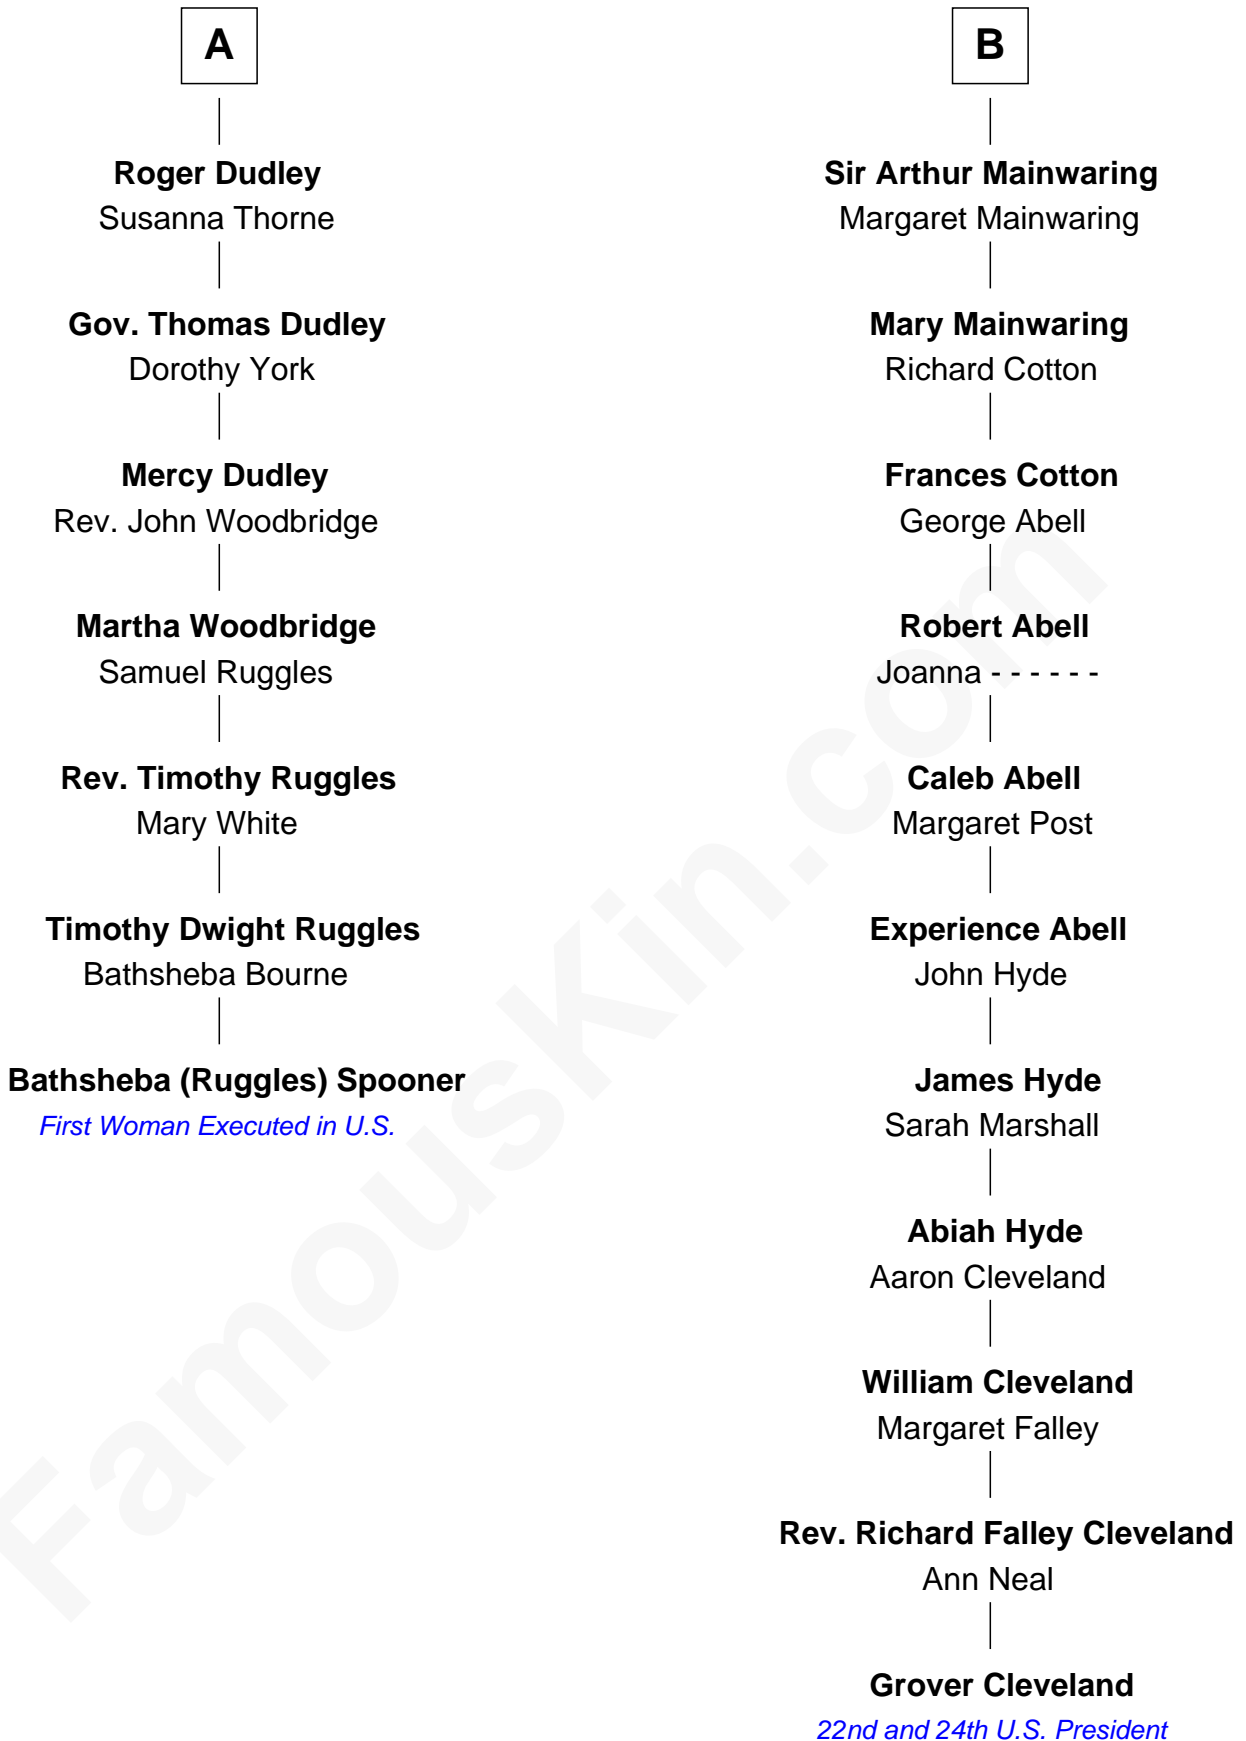 A
Roger Dudley
Susanna Thorne
Gov. Thomas Dudley
Dorothy York
Mercy Dudley
Rev. John Woodbridge
Martha Woodbridge
Samuel Ruggles
Rev. Timothy Ruggles
Mary White
Timothy Dwight Ruggles
Bathsheba Bourne
Bathsheba (Ruggles) Spooner
First Woman Executed in U.S.
B
Sir Arthur Mainwaring
Margaret Mainwaring
Mary Mainwaring
Richard Cotton
Frances Cotton
George Abell
Robert Abell
Joanna - - - - - -
Caleb Abell
Margaret Post
Experience Abell
John Hyde
James Hyde
Sarah Marshall
Abiah Hyde
Aaron Cleveland
William Cleveland
Margaret Falley
Rev. Richard Falley Cleveland
Ann Neal
Grover Cleveland
22nd and 24th U.S. President
FamousKin.com